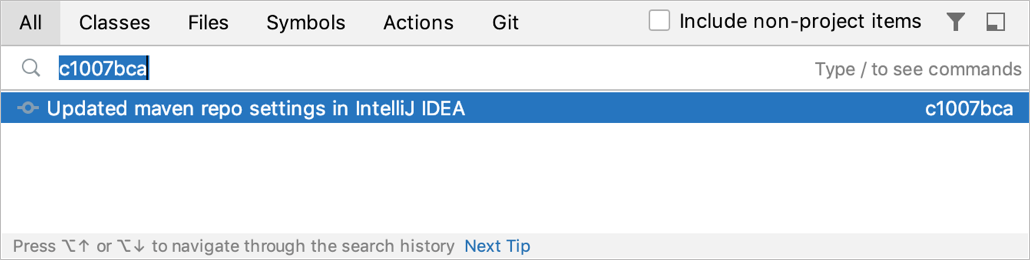 All Classes Files Symbols Actions Git Include non-project items
c1007bca Type / to see commands
Updated maven repo settings in IntelliJ IDEA c1007bca
Press ⌥↑ or ⌥↓ to navigate through the search history Next Tip